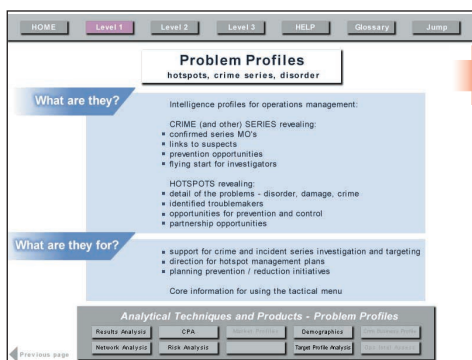 HOME Level 1 Level 2 Level 3 HELP Glossary Jump
Problem Profiles
hotspots, crime series, disorder
What are they?
Intelligence profiles for operations management:
CRIME (and other) SERIES revealing:
confirmed series MO's
links to suspects
prevention opportunities
flying start for investigators
HOTSPOTS revealing:
detail of the problems - disorder, damage, crime
identified troublemakers
opportunities for prevention and control
partnership opportunities
What are they for?
support for crime and incident series investigation and targeting
direction for hotspot management plans
planning prevention / reduction initiatives
Core information for using the tactical menu
Analytical Techniques and Products - Problem Profiles
Results Analysis CPA Market Profiles Demographics
Network Analysis Risk Analysis Target Profile Analysis
Previous page